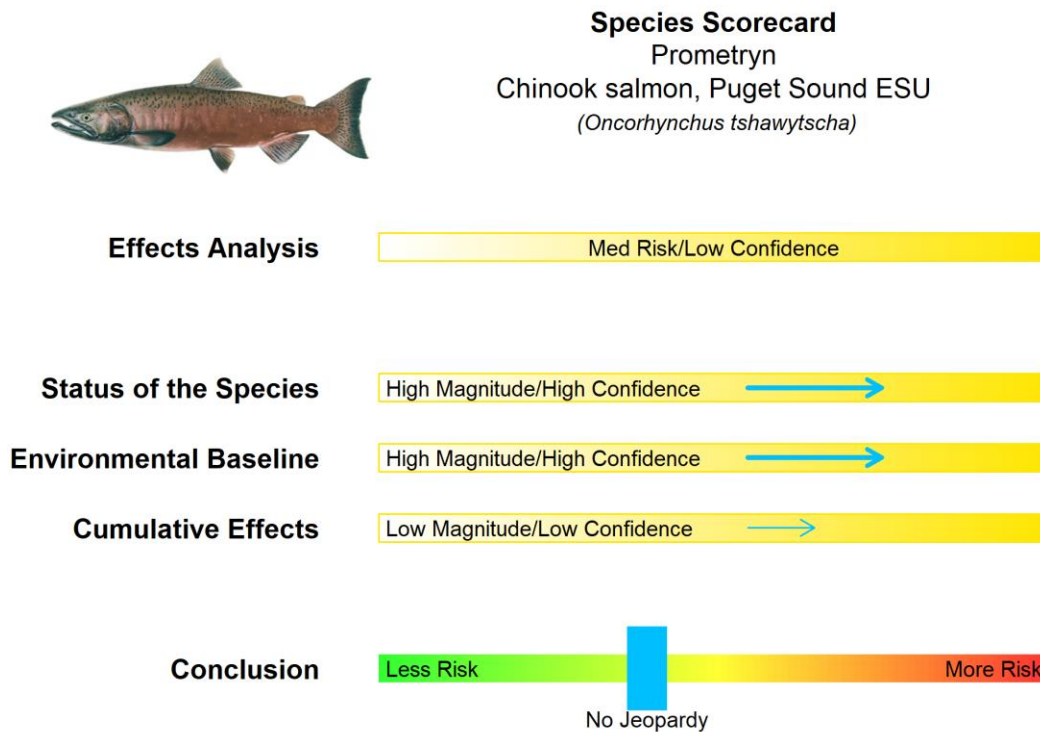 Species Scorecard
Prometryn
Chinook salmon, Puget Sound ESU
(Oncorhynchus tshawytscha)
Effects Analysis
Med Risk/Low Confidence
Status of the Species
High Magnitude/High Confidence
Environmental Baseline
High Magnitude/High Confidence
Cumulative Effects
Low Magnitude/Low Confidence
Conclusion
Less Risk
More Risk
No Jeopardy